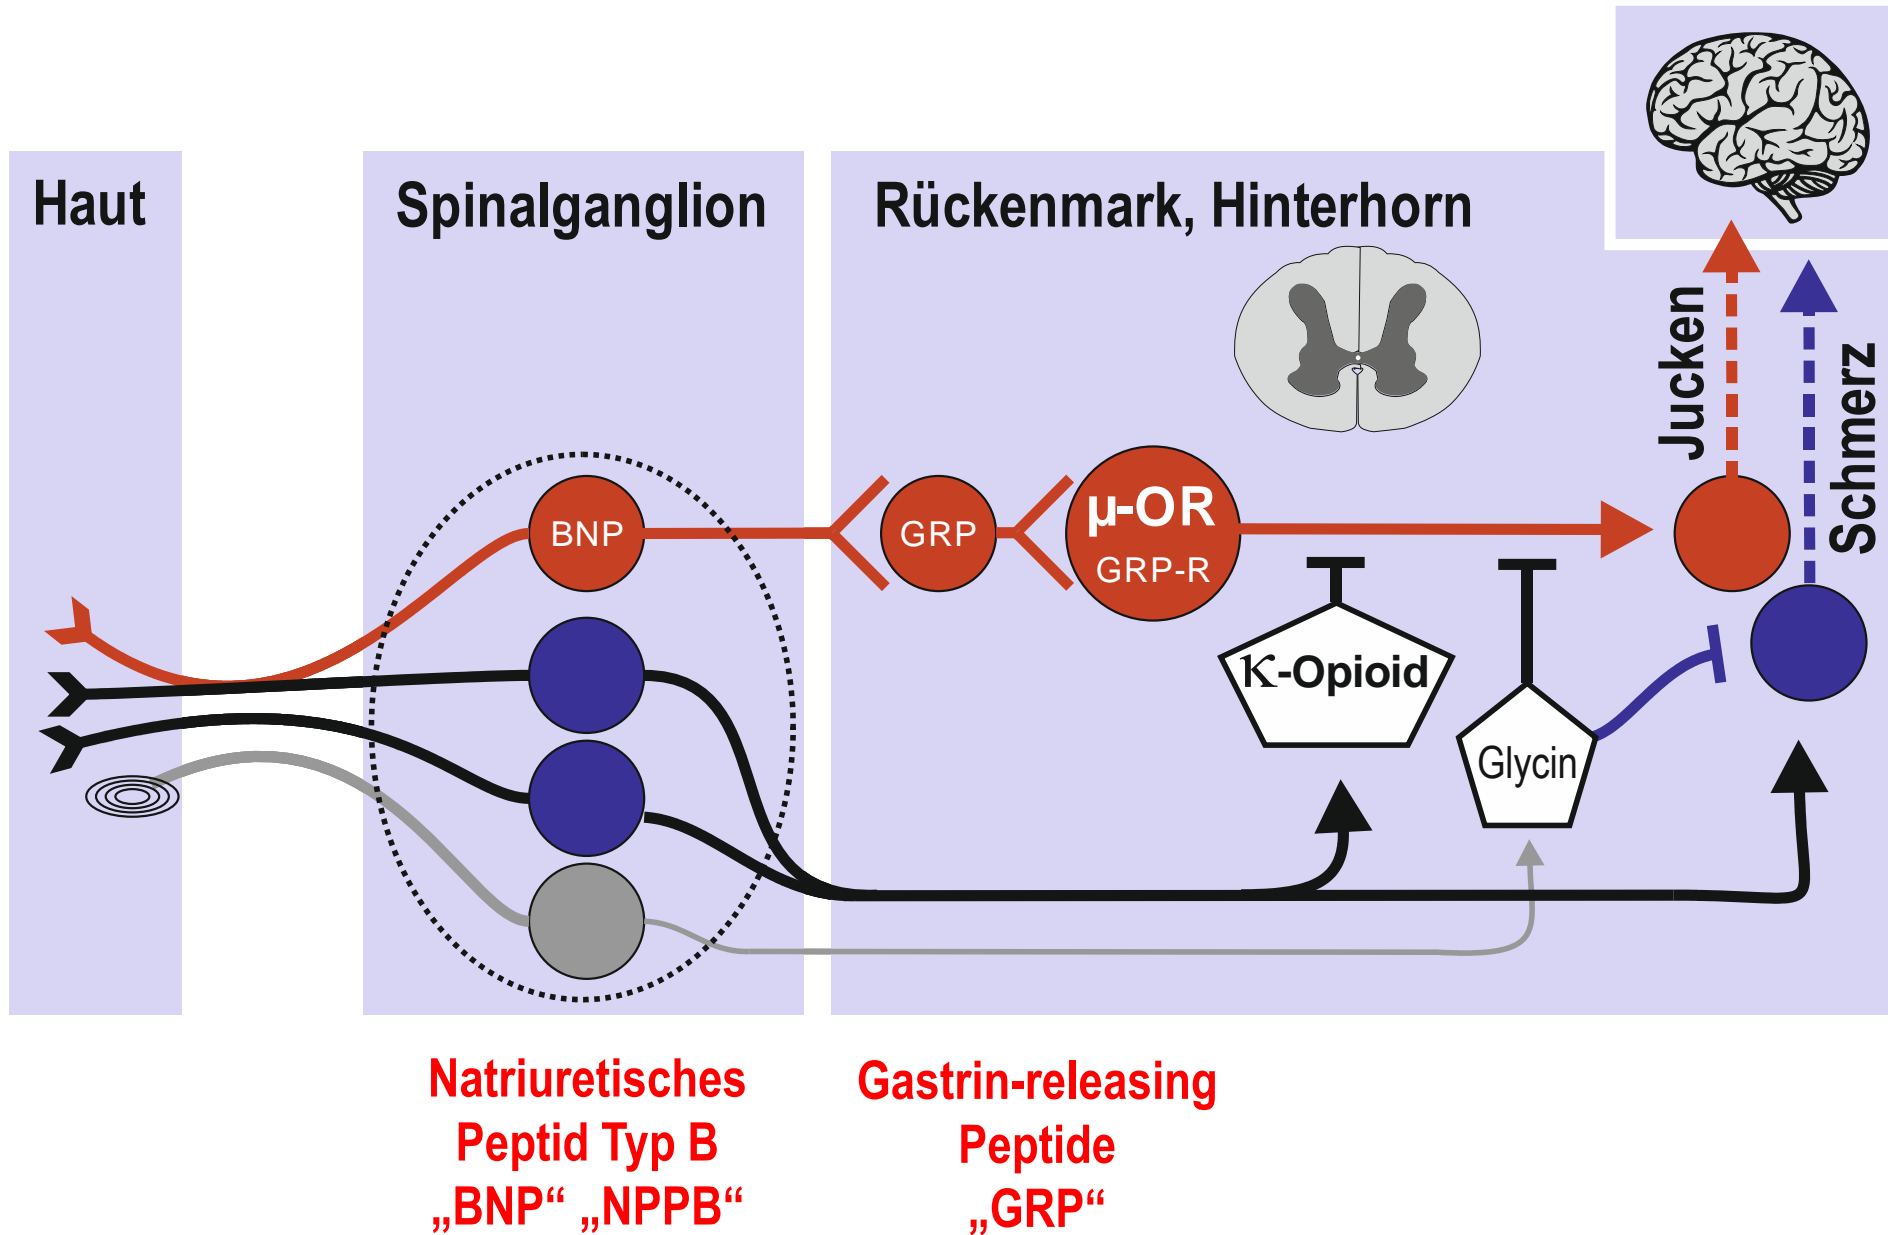 Haut
Spinalganglion
Rückenmark, Hinterhorn
Jucken
Schmerz
BNP
GRP
µ-OR
GRP-R
κ-Opioid
Glycin
Natriuretisches
Peptid Typ B
„BNP“ „NPPB“
Gastrin-releasing
Peptide
„GRP“